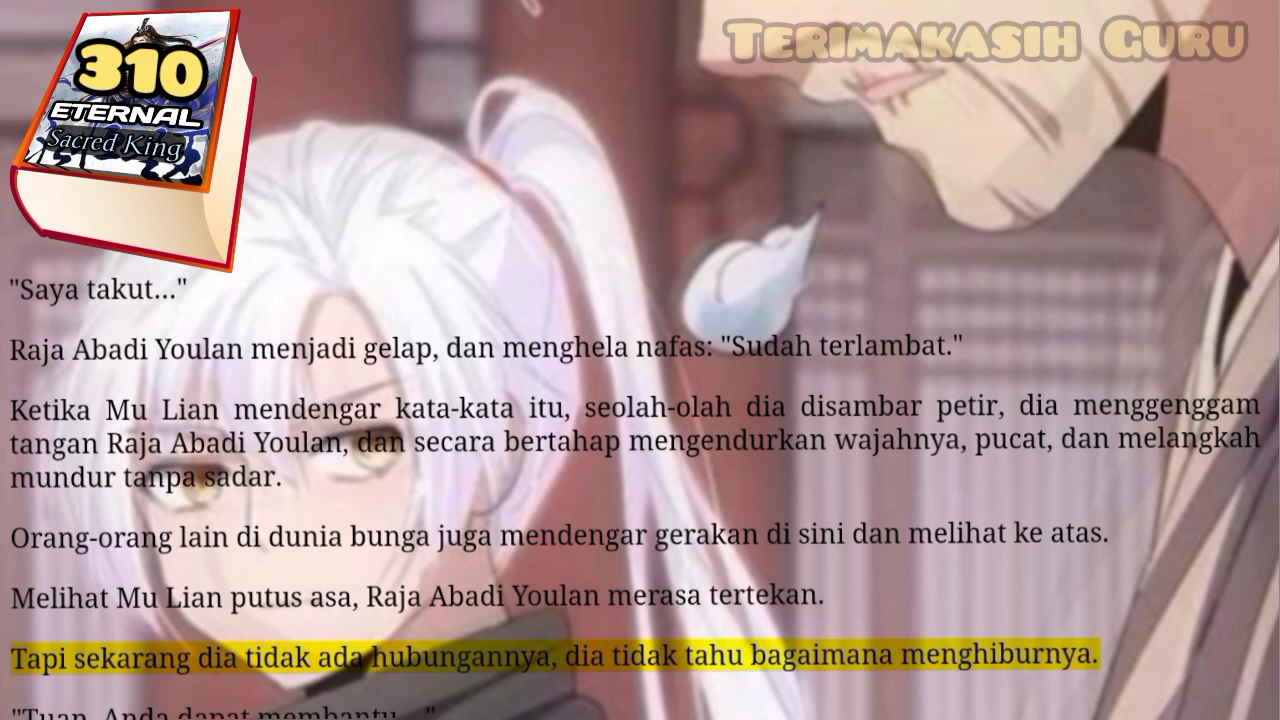 310
ETERNAL
Sacred King
TERIMAKASIH GURU
"Saya takut..."
Raja Abadi Youlan menjadi gelap, dan menghela nafas: "Sudah terlambat."
Ketika Mu Lian mendengar kata-kata itu, seolah-olah dia disambar petir, dia menggenggam
tangan Raja Abadi Youlan, dan secara bertahap mengendurkan wajahnya, pucat, dan melangkah
mundur tanpa sadar.
Orang-orang lain di dunia bunga juga mendengar gerakan di sini dan melihat ke atas.
Melihat Mu Lian putus asa, Raja Abadi Youlan merasa tertekan.
Tapi sekarang dia tidak ada hubungannya, dia tidak tahu bagaimana menghiburnya.
"Tuan, Anda dapat membantu..."